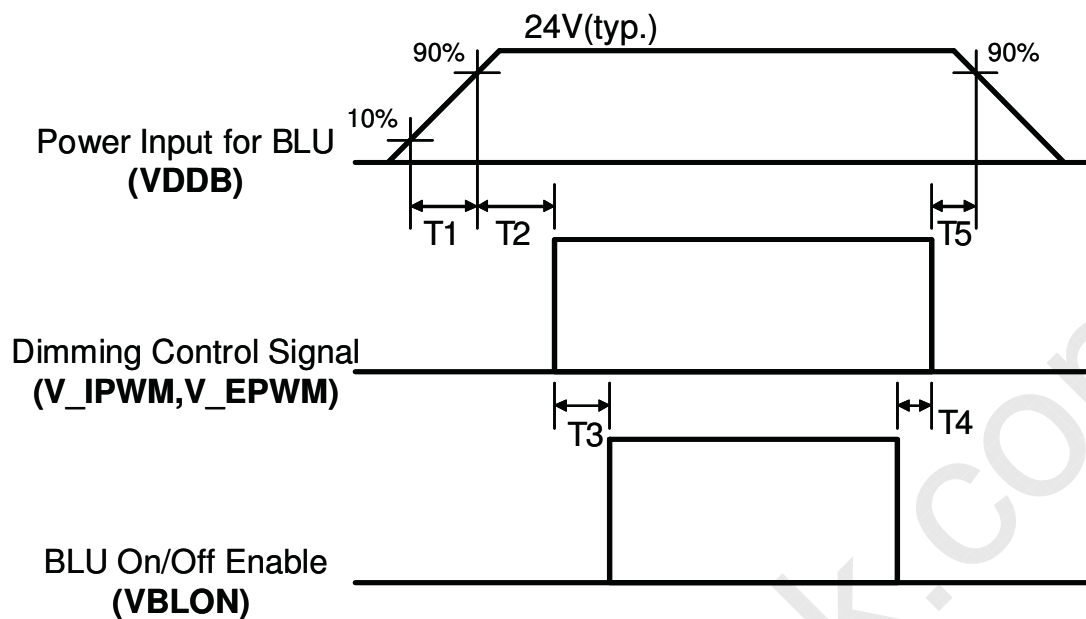 24V(typ.)
90%
90%
10%
Power Input for BLU
(VDDB)
T1
T2
T5
Dimming Control Signal
(V_IPWM,V_EPWM)
T3
T4
BLU On/Off Enable
(VBLON)
k.com